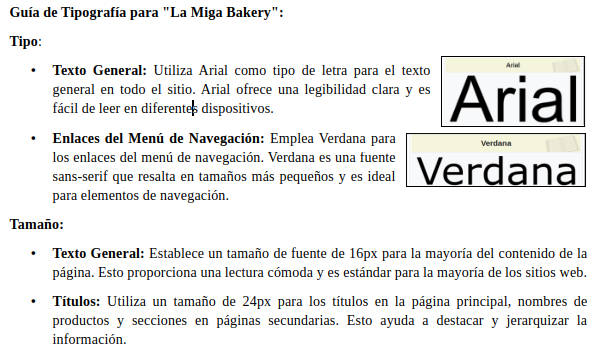 Guía de Tipografía para "La Miga Bakery":
Tipo:
• Texto General: Utiliza Arial como tipo de letra para el texto
general en todo el sitio. Arial ofrece una legibilidad clara y es
fácil de leer en diferentes dispositivos.
Arial
Arial
• Enlaces del Menú de Navegación: Emplea Verdana para
los enlaces del menú de navegación. Verdana es una fuente
sans-serif que resalta en tamaños más pequeños y es ideal
para elementos de navegación.
Verdana
Verdana
Tamaño:
• Texto General: Establece un tamaño de fuente de 16px para la mayoría del contenido de la
página. Esto proporciona una lectura cómoda y es estándar para la mayoría de los sitios web.
• Títulos: Utiliza un tamaño de 24px para los títulos en la página principal, nombres de
productos y secciones en páginas secundarias. Esto ayuda a destacar y jerarquizar la
información.